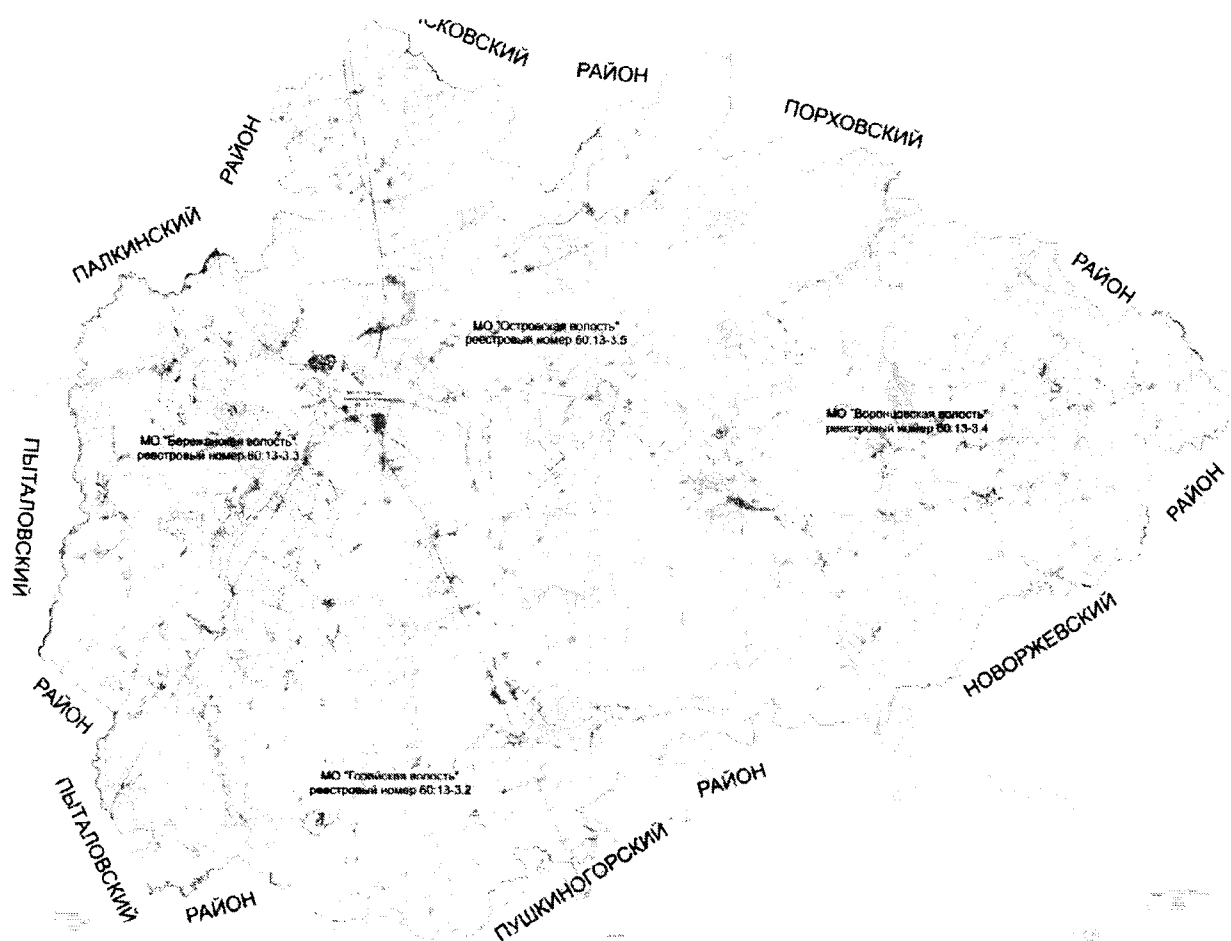 СКОВСКИЙ РАЙОН
ПОРХОВСКИЙ
РАЙОН
ПАЛКИНСКИЙ РАЙОН
МО "Островская волость"
реестровый номер 60:13-3.5
МО "Воронцовская волость"
реестровый номер 60:13-3.4
МО "Бережанская волость"
реестровый номер 60:13-3.3
ПЫТАЛОВСКИЙ
РАЙОН
НОВОРЖЕВСКИЙ
РАЙОН
МО "Горайская волость"
реестровый номер 60:13-3.2
ПЫТАЛОВСКИЙ
РАЙОН
ПУШКИНОГОРСКИЙ
РАЙОН